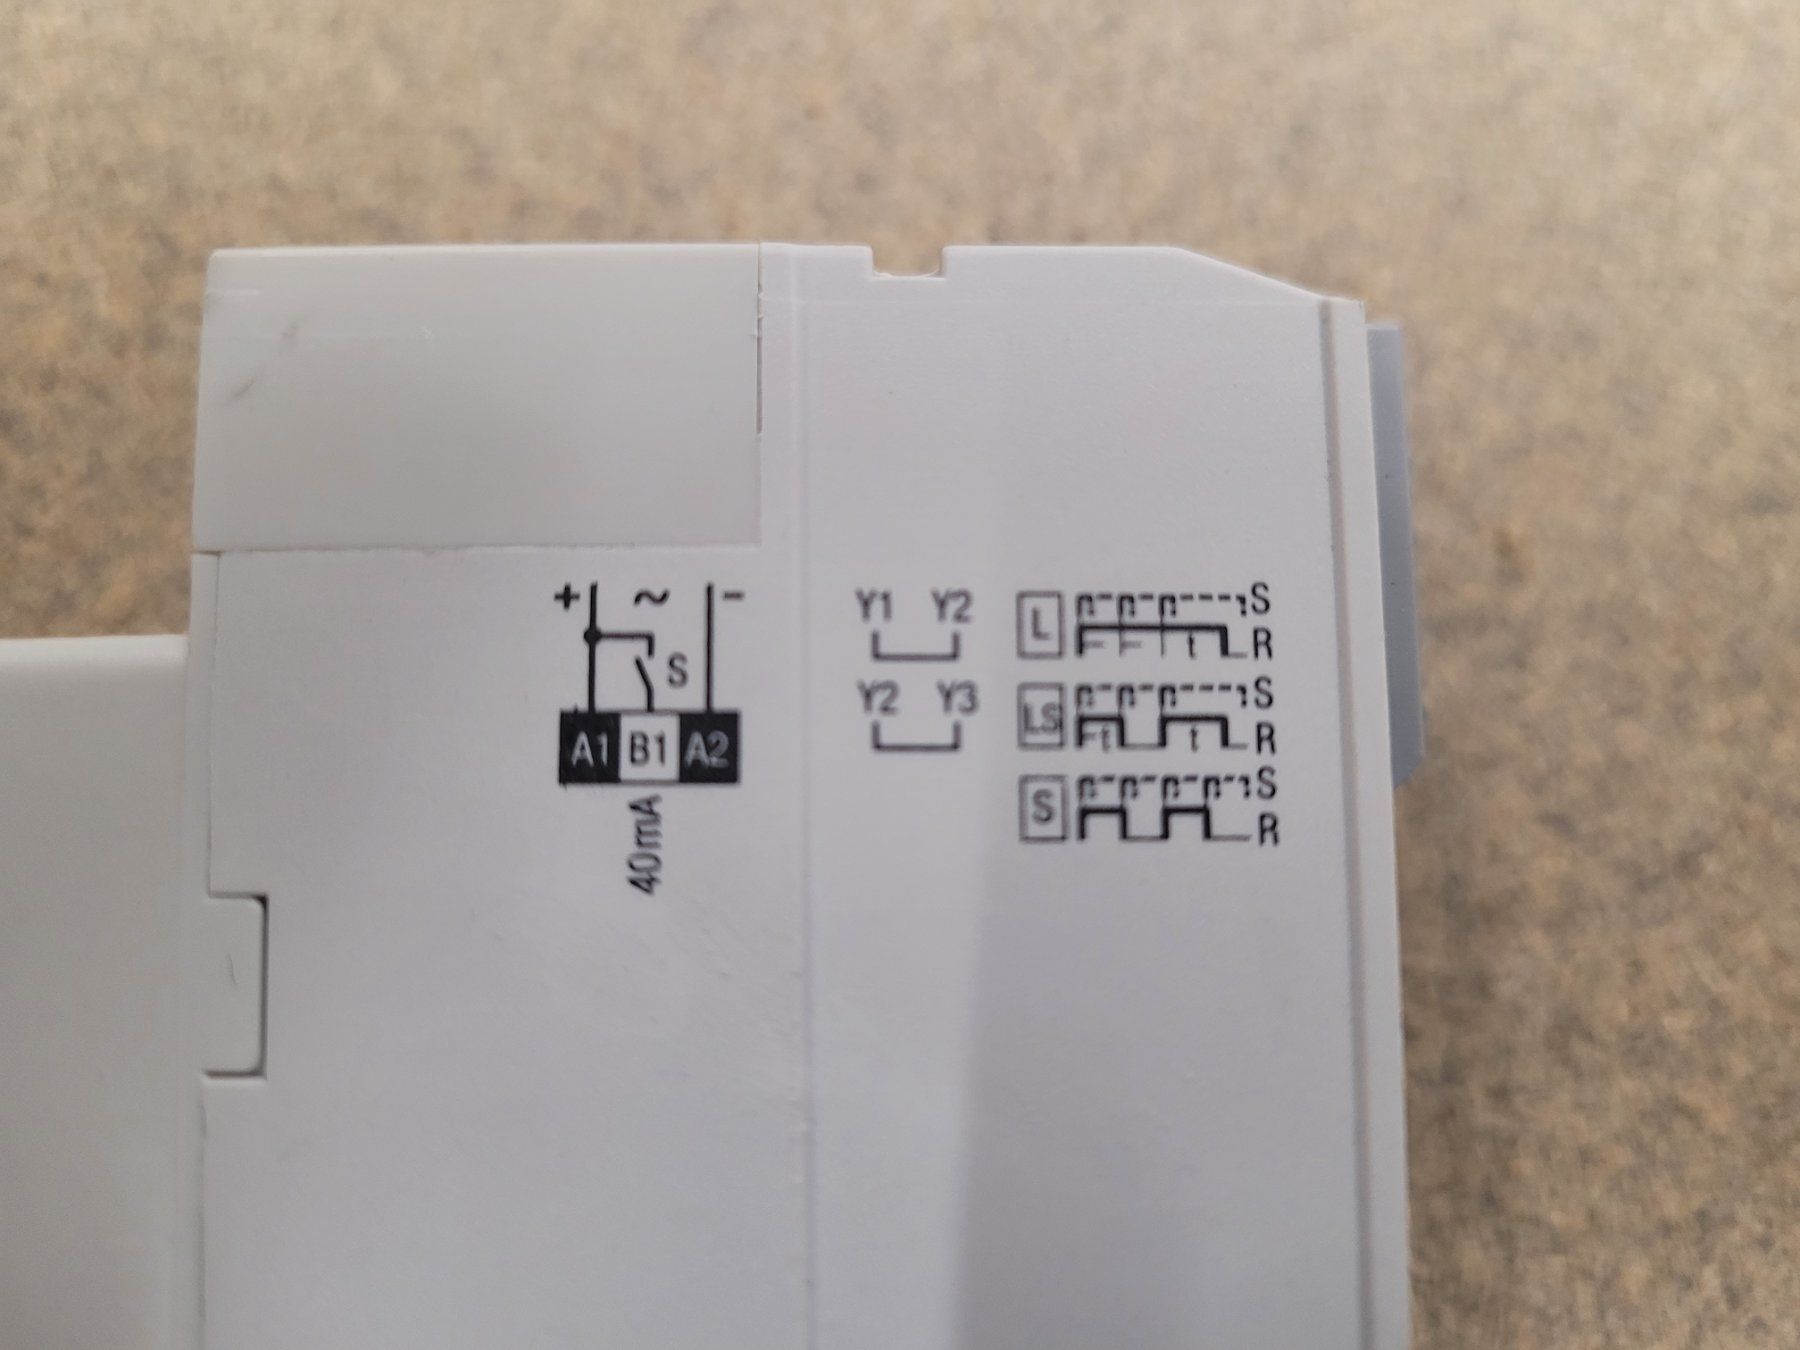 + ~ -
S
A1 B1 A2
40mA
Y1 Y2
Y2 Y3
L S
t R
LS S
t t R
S S
R